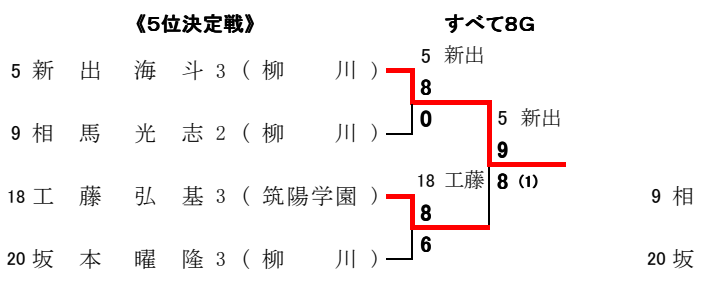 《5位決定戦》 すべて8G
5 新出
5 新出海斗 3 (柳川)
8
0
5 新出
9 相馬光志 2 (柳川)
9
18 工藤
8 (1)
18 工藤弘基 3 (筑陽学園)
9 相
8
6
20 坂本曜隆 3 (柳川)
20 坂